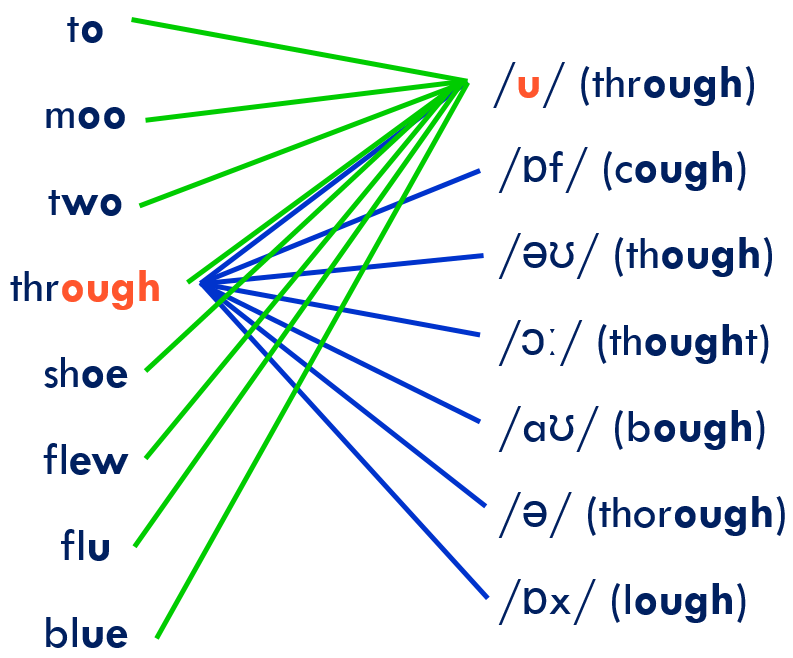 to
moo
two
through
shoe
flew
flu
blue
/u/ (through)
/ɒf/ (cough)
/əʊ/ (though)
/ɔː/ (thought)
/aʊ/ (bough)
/ə/ (thorough)
/ɒx/ (lough)